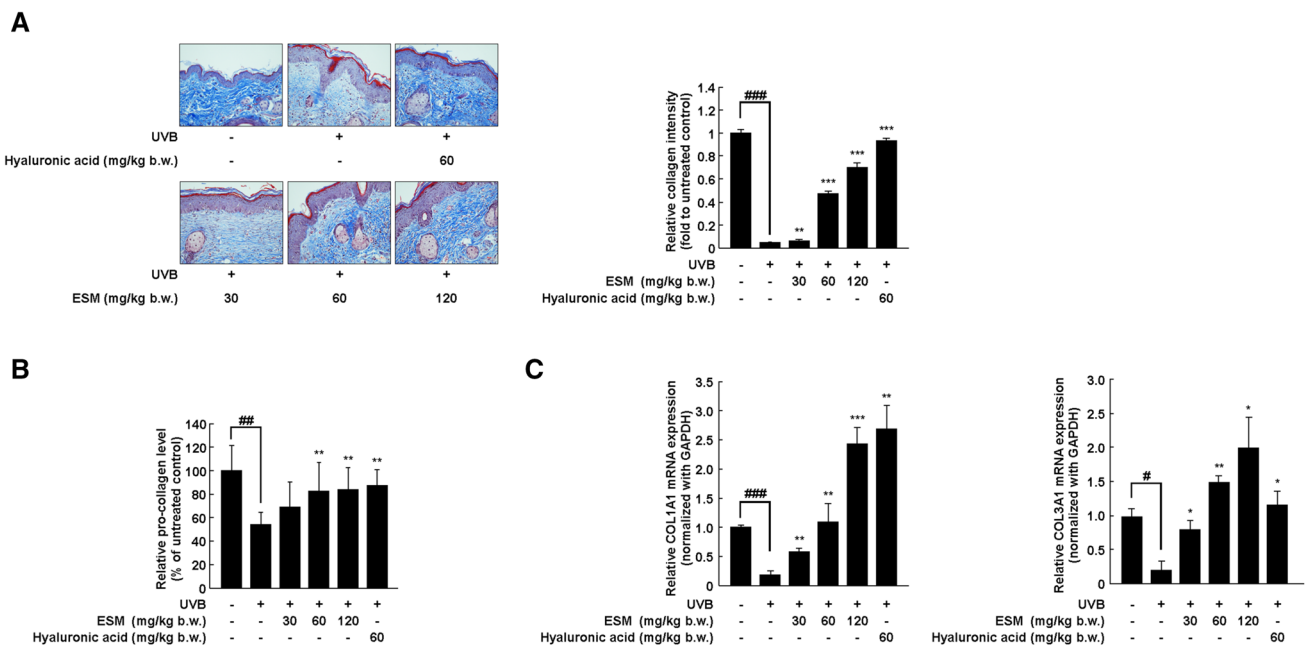 A
UVB - + +
Hyaluronic acid (mg/kg b.w.) - - 60
UVB + + +
ESM (mg/kg b.w.) 30 60 120
Relative collagen intensity
(fold to untreated control)
1.4
1.2
1
0.8
0.6
0.4
0.2
0
###
**
***
***
***
UVB - + + + + +
ESM (mg/kg b.w.) - - 30 60 120 -
Hyaluronic acid (mg/kg b.w.) - - - - - 60
B
Relative pro-collagen level
(% of untreated control)
140
120
100
80
60
40
20
0
##
**
**
**
UVB - + + + + +
ESM (mg/kg b.w.) - - 30 60 120 -
Hyaluronic acid (mg/kg b.w.) - - - - - 60
C
Relative COL1A1 mRNA expression
(normalized with GAPDH)
3.5
3.0
2.5
2.0
1.5
1.0
0.5
0
###
**
**
***
**
UVB - + + + + +
ESM (mg/kg b.w.) - - 30 60 120 -
Hyaluronic acid (mg/kg b.w.) - - - - - 60
Relative COL3A1 mRNA expression
(normalized with GAPDH)
3.0
2.5
2.0
1.5
1.0
0.5
0
#
*
**
*
*
UVB - + + + + +
ESM (mg/kg b.w.) - - 30 60 120 -
Hyaluronic acid (mg/kg b.w.) - - - - - 60